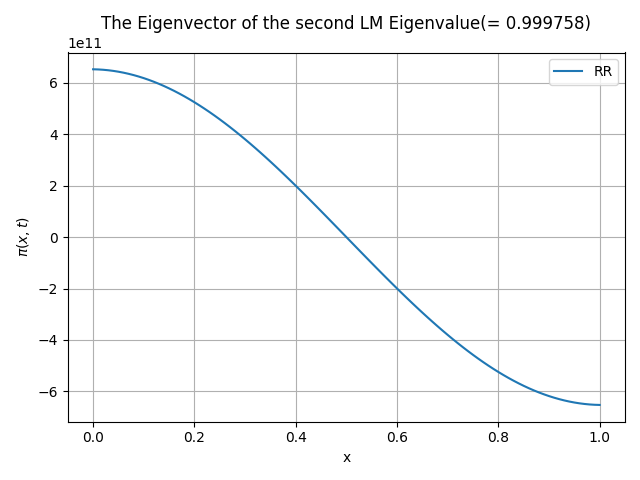 The Eigenvector of the second LM Eigenvalue(= 0.999758)
1e11
RR
6
4
2
0
−2
−4
−6
π(x, t)
0.0 0.2 0.4 0.6 0.8 1.0
x